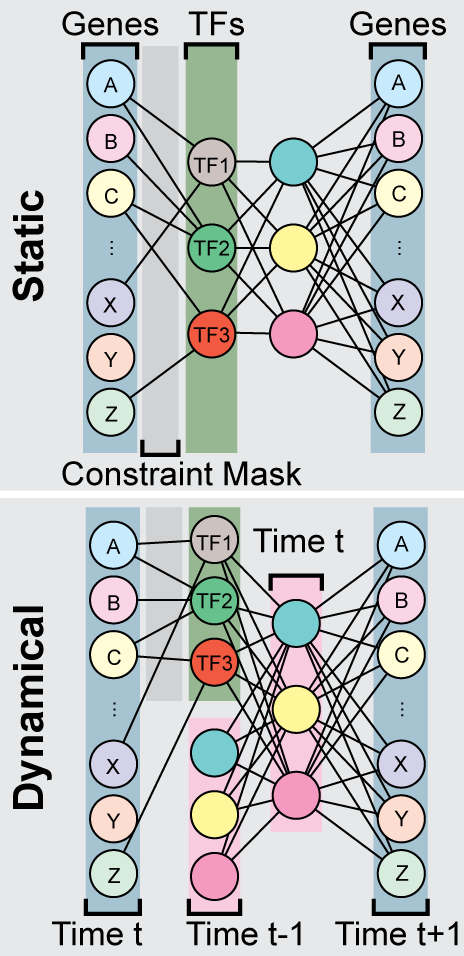 Genes TFs Genes
Static
A
B
C
...
X
Y
Z
TF1
TF2
TF3
A
B
C
...
X
Y
Z
Constraint Mask
Dynamical
A
B
C
...
X
Y
Z
TF1
TF2
TF3
Time t
A
B
C
...
X
Y
Z
Time t Time t-1 Time t+1